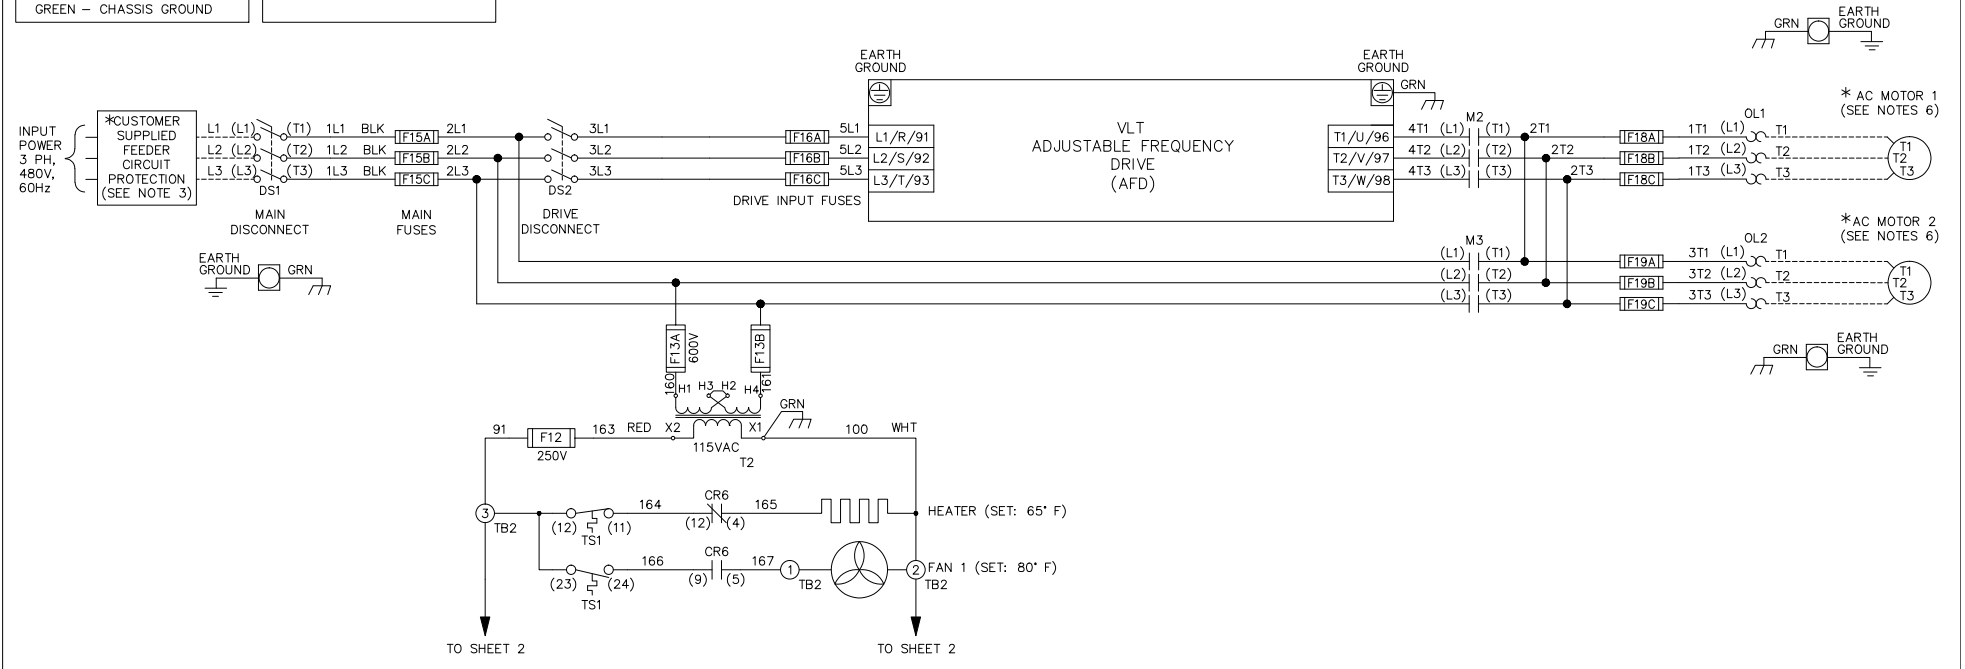 GREEN – CHASSIS GROUND
GRN
EARTH
GROUND
EARTH
GROUND
EARTH
GROUND
GRN
INPUT
POWER
3 PH,
480V,
60Hz
*CUSTOMER
SUPPLIED
FEEDER
CIRCUIT
PROTECTION
(SEE NOTE 3)
L1 (L1) (T1) 1L1 BLK F15A 2L1 3L1 F16A 5L1 L1/R/91
L2 (L2) (T2) 1L2 BLK F15B 2L2 3L2 F16B 5L2 L2/S/92
L3 (L3) (T3) 1L3 BLK F15C 2L3 3L3 F16C 5L3 L3/T/93
DS1
DS2
MAIN
DISCONNECT
MAIN
FUSES
DRIVE
DISCONNECT
DRIVE INPUT FUSES
VLT
ADJUSTABLE FREQUENCY
DRIVE
(AFD)
M2
OL1
* AC MOTOR 1
(SEE NOTES 6)
T1/U/96 4T1 (L1) (T1) 2T1 F18A 1T1 (L1) T1
T2/V/97 4T2 (L2) (T2) 2T2 F18B 1T2 (L2) T2
T3/W/98 4T3 (L3) (T3) 2T3 F18C 1T3 (L3) T3
T1
T2
T3
M3
OL2
*AC MOTOR 2
(SEE NOTES 6)
(L1) (T1) F19A 3T1 (L1) T1
(L2) (T2) F19B 3T2 (L2) T2
(L3) (T3) F19C 3T3 (L3) T3
T1
T2
T3
EARTH
GROUND
GRN
GRN
EARTH
GROUND
F13A
600V
F13B
160
161
H1 H3 H2 H4
GRN
91 F12 163 RED X2 X1 100 WHT
250V
115VAC
T2
3
TB2
(12) (11) 164 CR6 (12) (4) 165
TS1
HEATER (SET: 65° F)
(23) (24) 166 CR6 (9) (5) 167 1 TB2
TS1
2
TB2
FAN 1 (SET: 80° F)
TO SHEET 2
TO SHEET 2